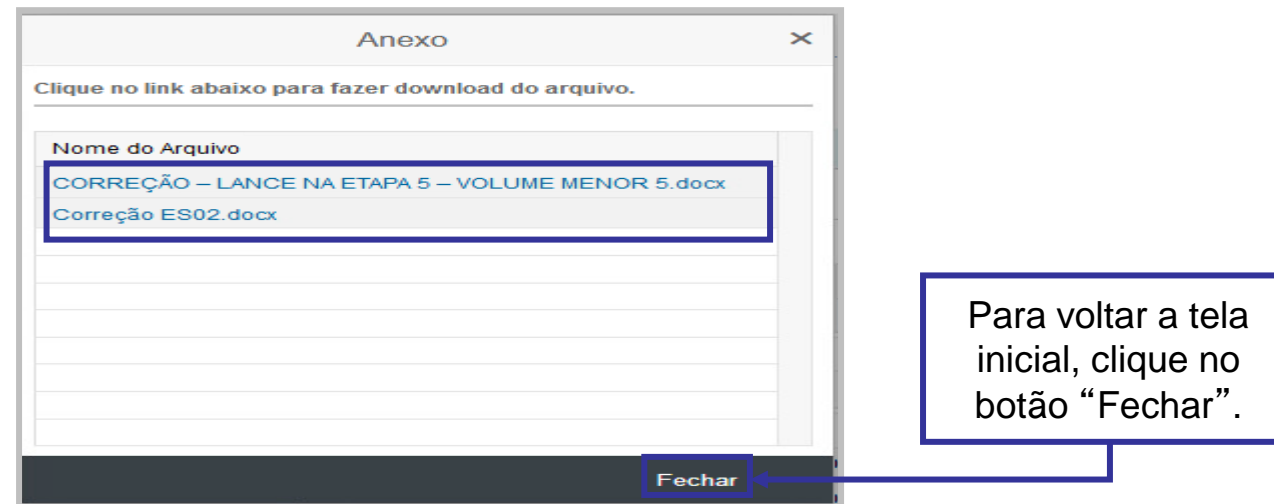 Anexo ×
Clique no link abaixo para fazer download do arquivo.
Nome do Arquivo
CORREÇÃO – LANCE NA ETAPA 5 – VOLUME MENOR 5.docx
Correção ES02.docx
Para voltar a tela
inicial, clique no
botão “Fechar”.
Fechar